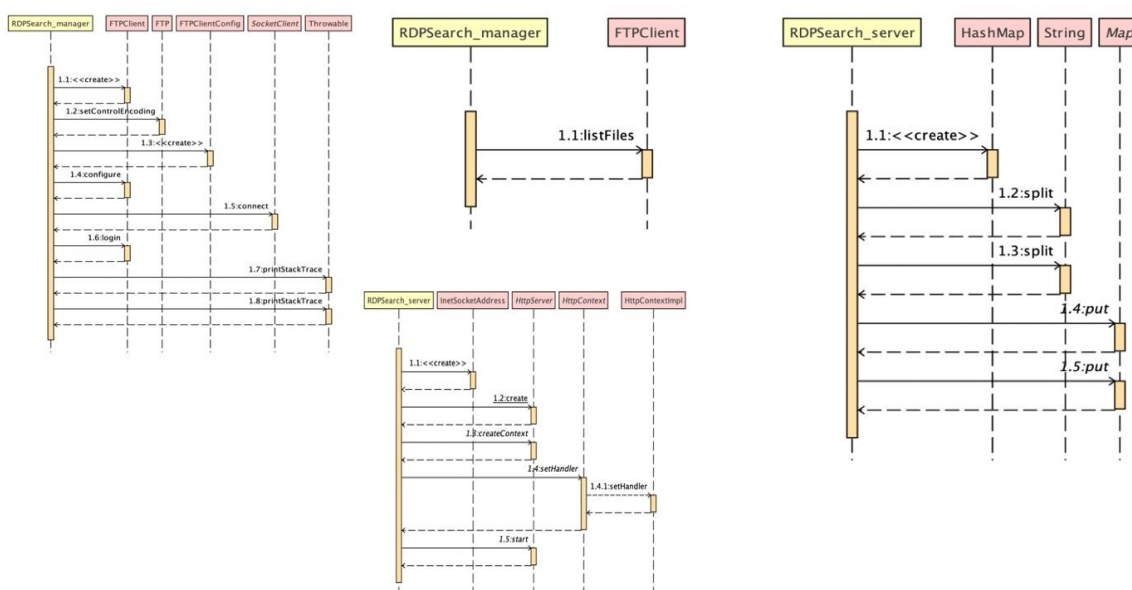 RDPSearch_manager FTPClient FTP FTPClientConfig SocketClient Throwable
1.1:<<create>>
1.2:setControlEncoding
1.3:<<create>>
1.4:configure
1.5:connect
1.6:login
1.7:printStackTrace
1.8:printStackTrace
RDPSearch_manager FTPClient
1.1:listFiles
RDPSearch_server InetSocketAddress HttpServer HttpContext HttpContextImpl
1.1:<<create>>
1.2:create
1.3:createContext
1.4:setHandler
1.4.1:setHandler
1.5:start
RDPSearch_server HashMap String Map
1.1:<<create>>
1.2:split
1.3:split
1.4:put
1.5:put